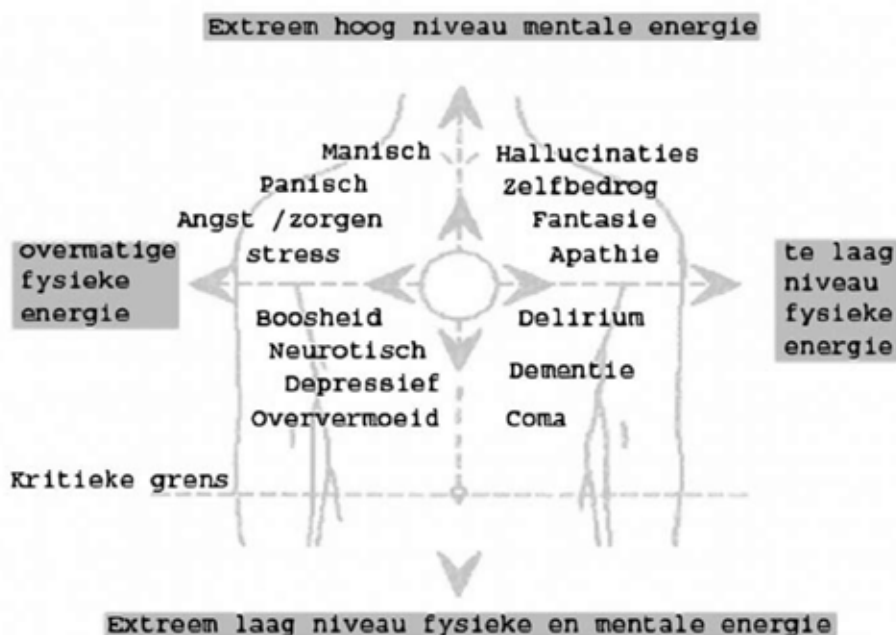 Extreem hoog niveau mentale energie
Manisch
Hallucinaties
Panisch
Zelfbedrog
Angst /zorgen
Fantasie
overmatige
fysieke
energie
stress
Apathie
te laag
niveau
fysieke
energie
Boosheid
Delirium
Neurotisch
Depressief
Dementie
Oververmoeid
Coma
Kritieke grens
Extreem laag niveau fysieke en mentale energie